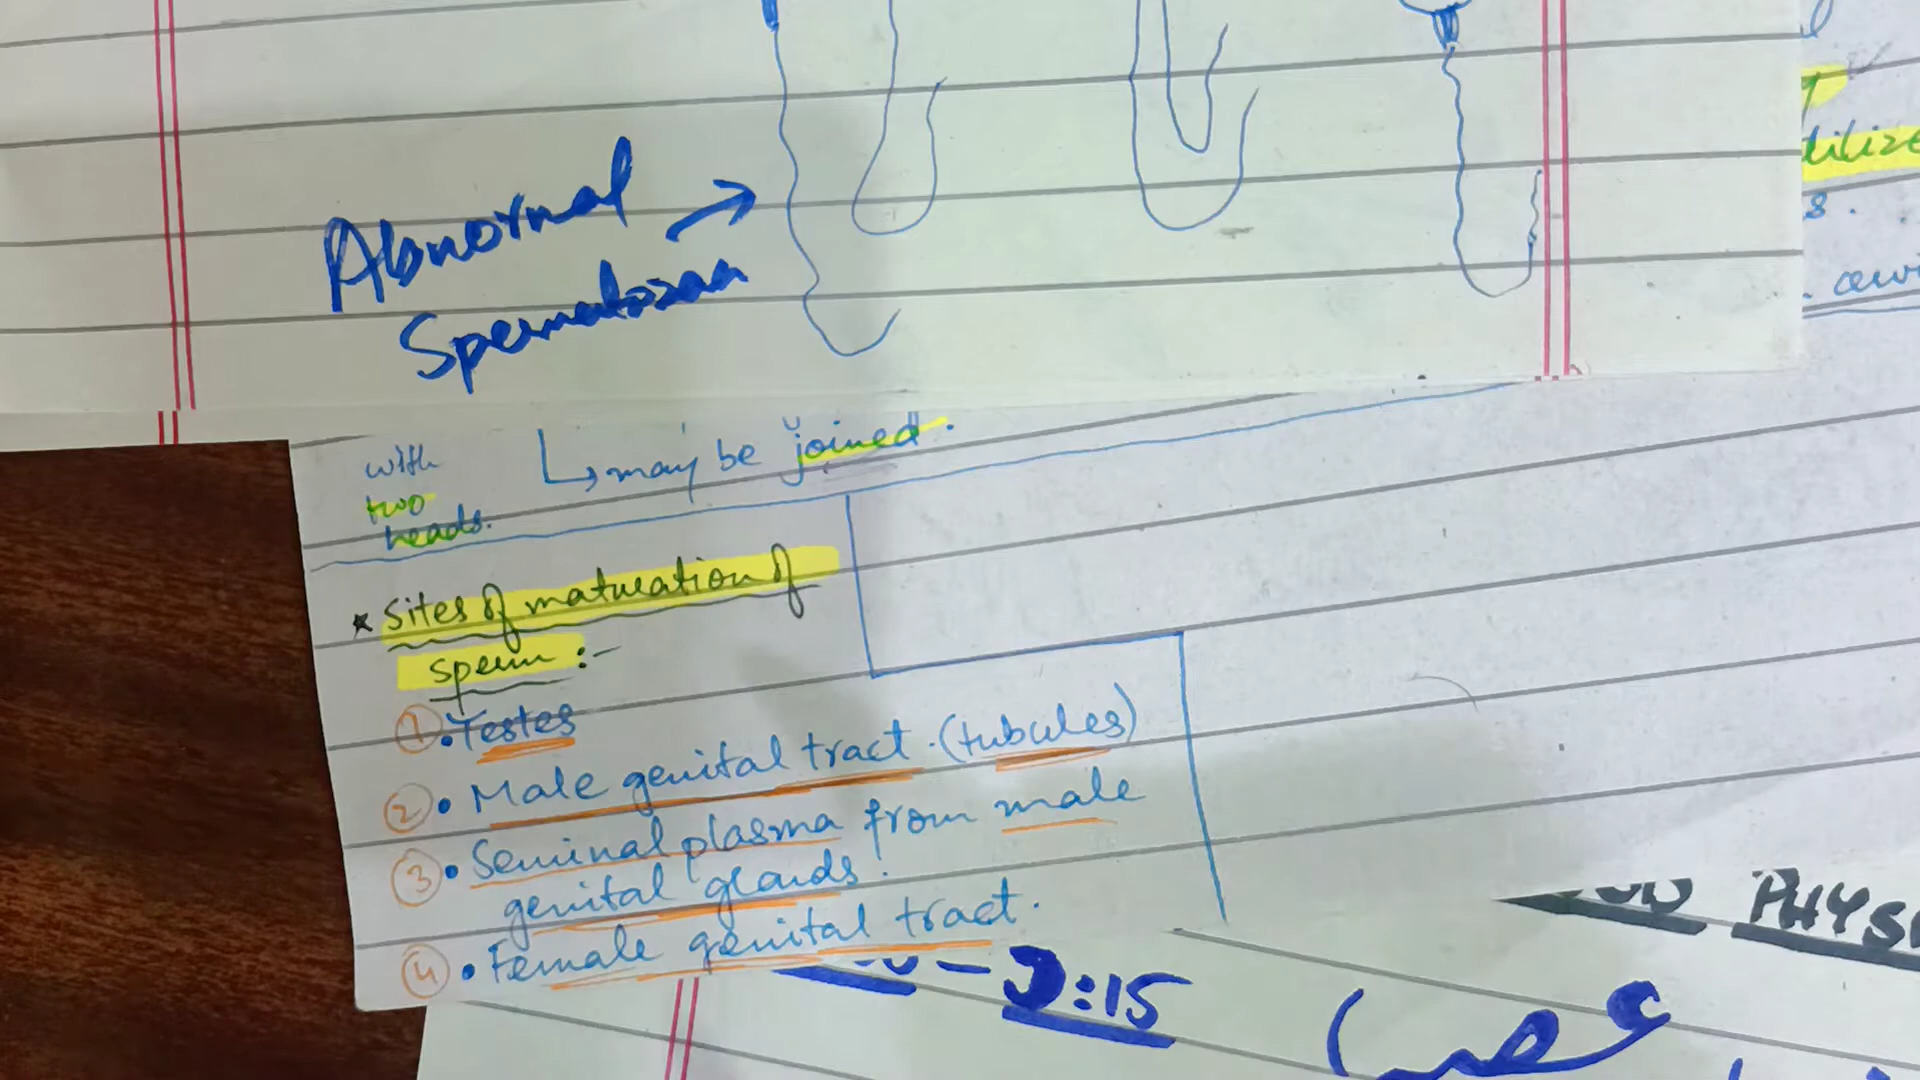 Abnormal
Spermatozoa
with
two
heads.
may be joined.
* Sites of maturation of
sperm :-
① • Testes
② • Male genital tract. (tubules)
③ • Seminal plasma from male
genital glands.
④ • Female genital tract.
- 2:15
عصر